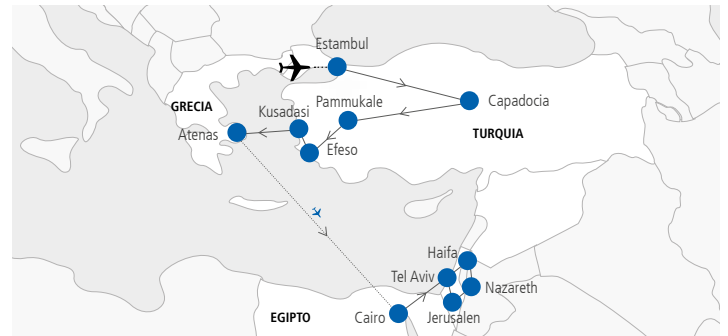 Estambul
Capadocia
GRECIA
Kusadasi
Pammukale
Atenas
TURQUIA
Efeso
Haifa
Tel Aviv
Nazareth
EGIPTO
Cairo
Jerusalen